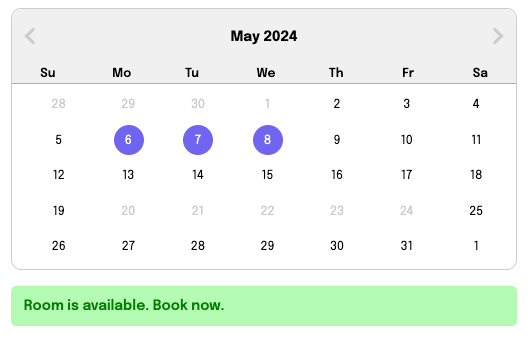 May 2024
Su Mo Tu We Th Fr Sa
28 29 30 1 2 3 4
5 6 7 8 9 10 11
12 13 14 15 16 17 18
19 20 21 22 23 24 25
26 27 28 29 30 31 1
Room is available. Book now.